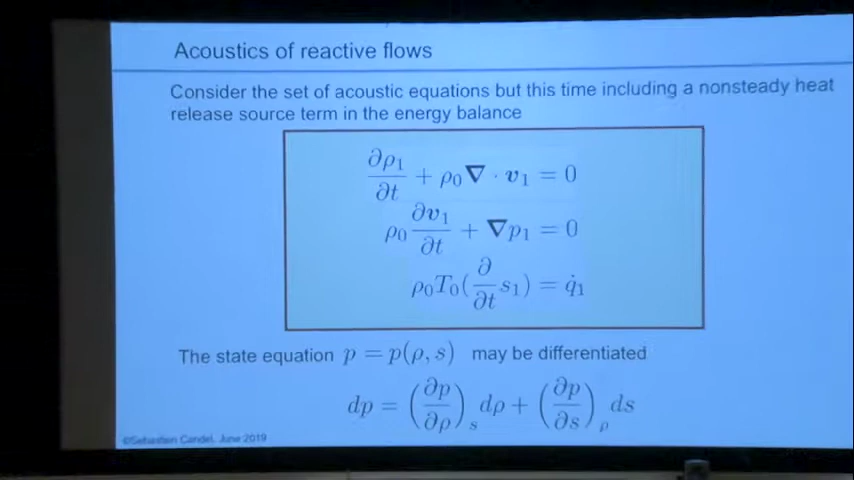 Acoustics of reactive flows
Consider the set of acoustic equations but this time including a nonsteady heat
release source term in the energy balance
∂ρ₁/∂t + ρ₀∇ · v₁ = 0
ρ₀ ∂v₁/∂t + ∇p₁ = 0
ρ₀T₀(∂/∂t s₁) = q̇₁
The state equation p = p(ρ, s) may be differentiated
dp = (∂p/∂ρ)ₛ dρ + (∂p/∂s)ᵨ ds
©Sebastien Candel, June 2019